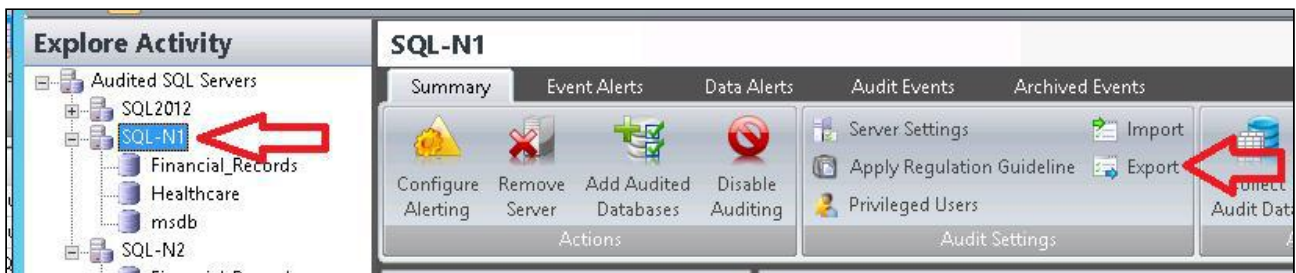 Explore Activity
Audited SQL Servers
SQL2012
SQL-N1
Financial_Records
Healthcare
msdb
SQL-N2
SQL-N1
Summary
Event Alerts
Data Alerts
Audit Events
Archived Events
Configure Alerting
Remove Server
Add Audited Databases
Disable Auditing
Actions
Server Settings
Apply Regulation Guideline
Privileged Users
Import
Export
Audit Settings
Audit